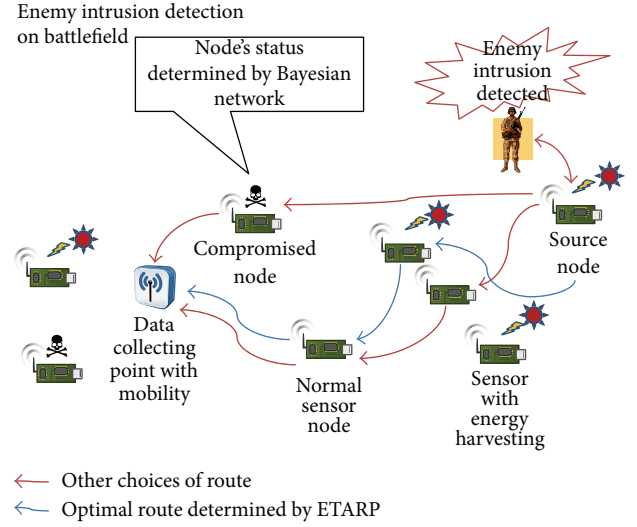 Enemy intrusion detection
on battlefield
Node's status
determined by Bayesian
network
Enemy
intrusion
detected
Compromised
node
Source
node
Data
collecting
point with
mobility
Normal
sensor
node
Sensor
with
energy
harvesting
Other choices of route
Optimal route determined by ETARP